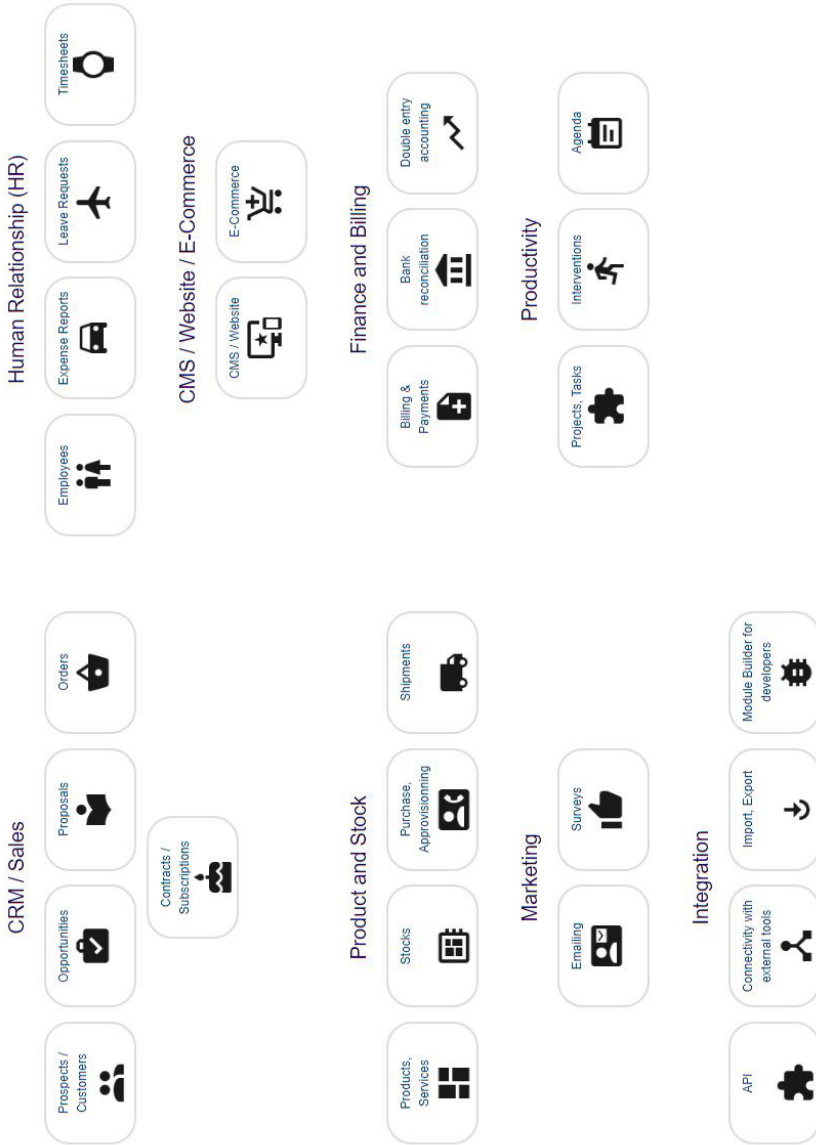 CRM / Sales
Prospects /
Customers
Opportunities
Proposals
Orders
Contracts /
Subscriptions
Human Relationship (HR)
Employees
Expense Reports
Leave Requests
Timesheets
CMS / Website / E-Commerce
CMS / Website
E-Commerce
Product and Stock
Products,
Services
Stocks
Purchase,
Approvisionning
Shipments
Finance and Billing
Billing &
Payments
Bank
reconciliation
Double entry
accounting
Marketing
Emailing
Surveys
Productivity
Projects, Tasks
Interventions
Agenda
Integration
API
Connectivity with
external tools
Import, Export
Module Builder for
developers